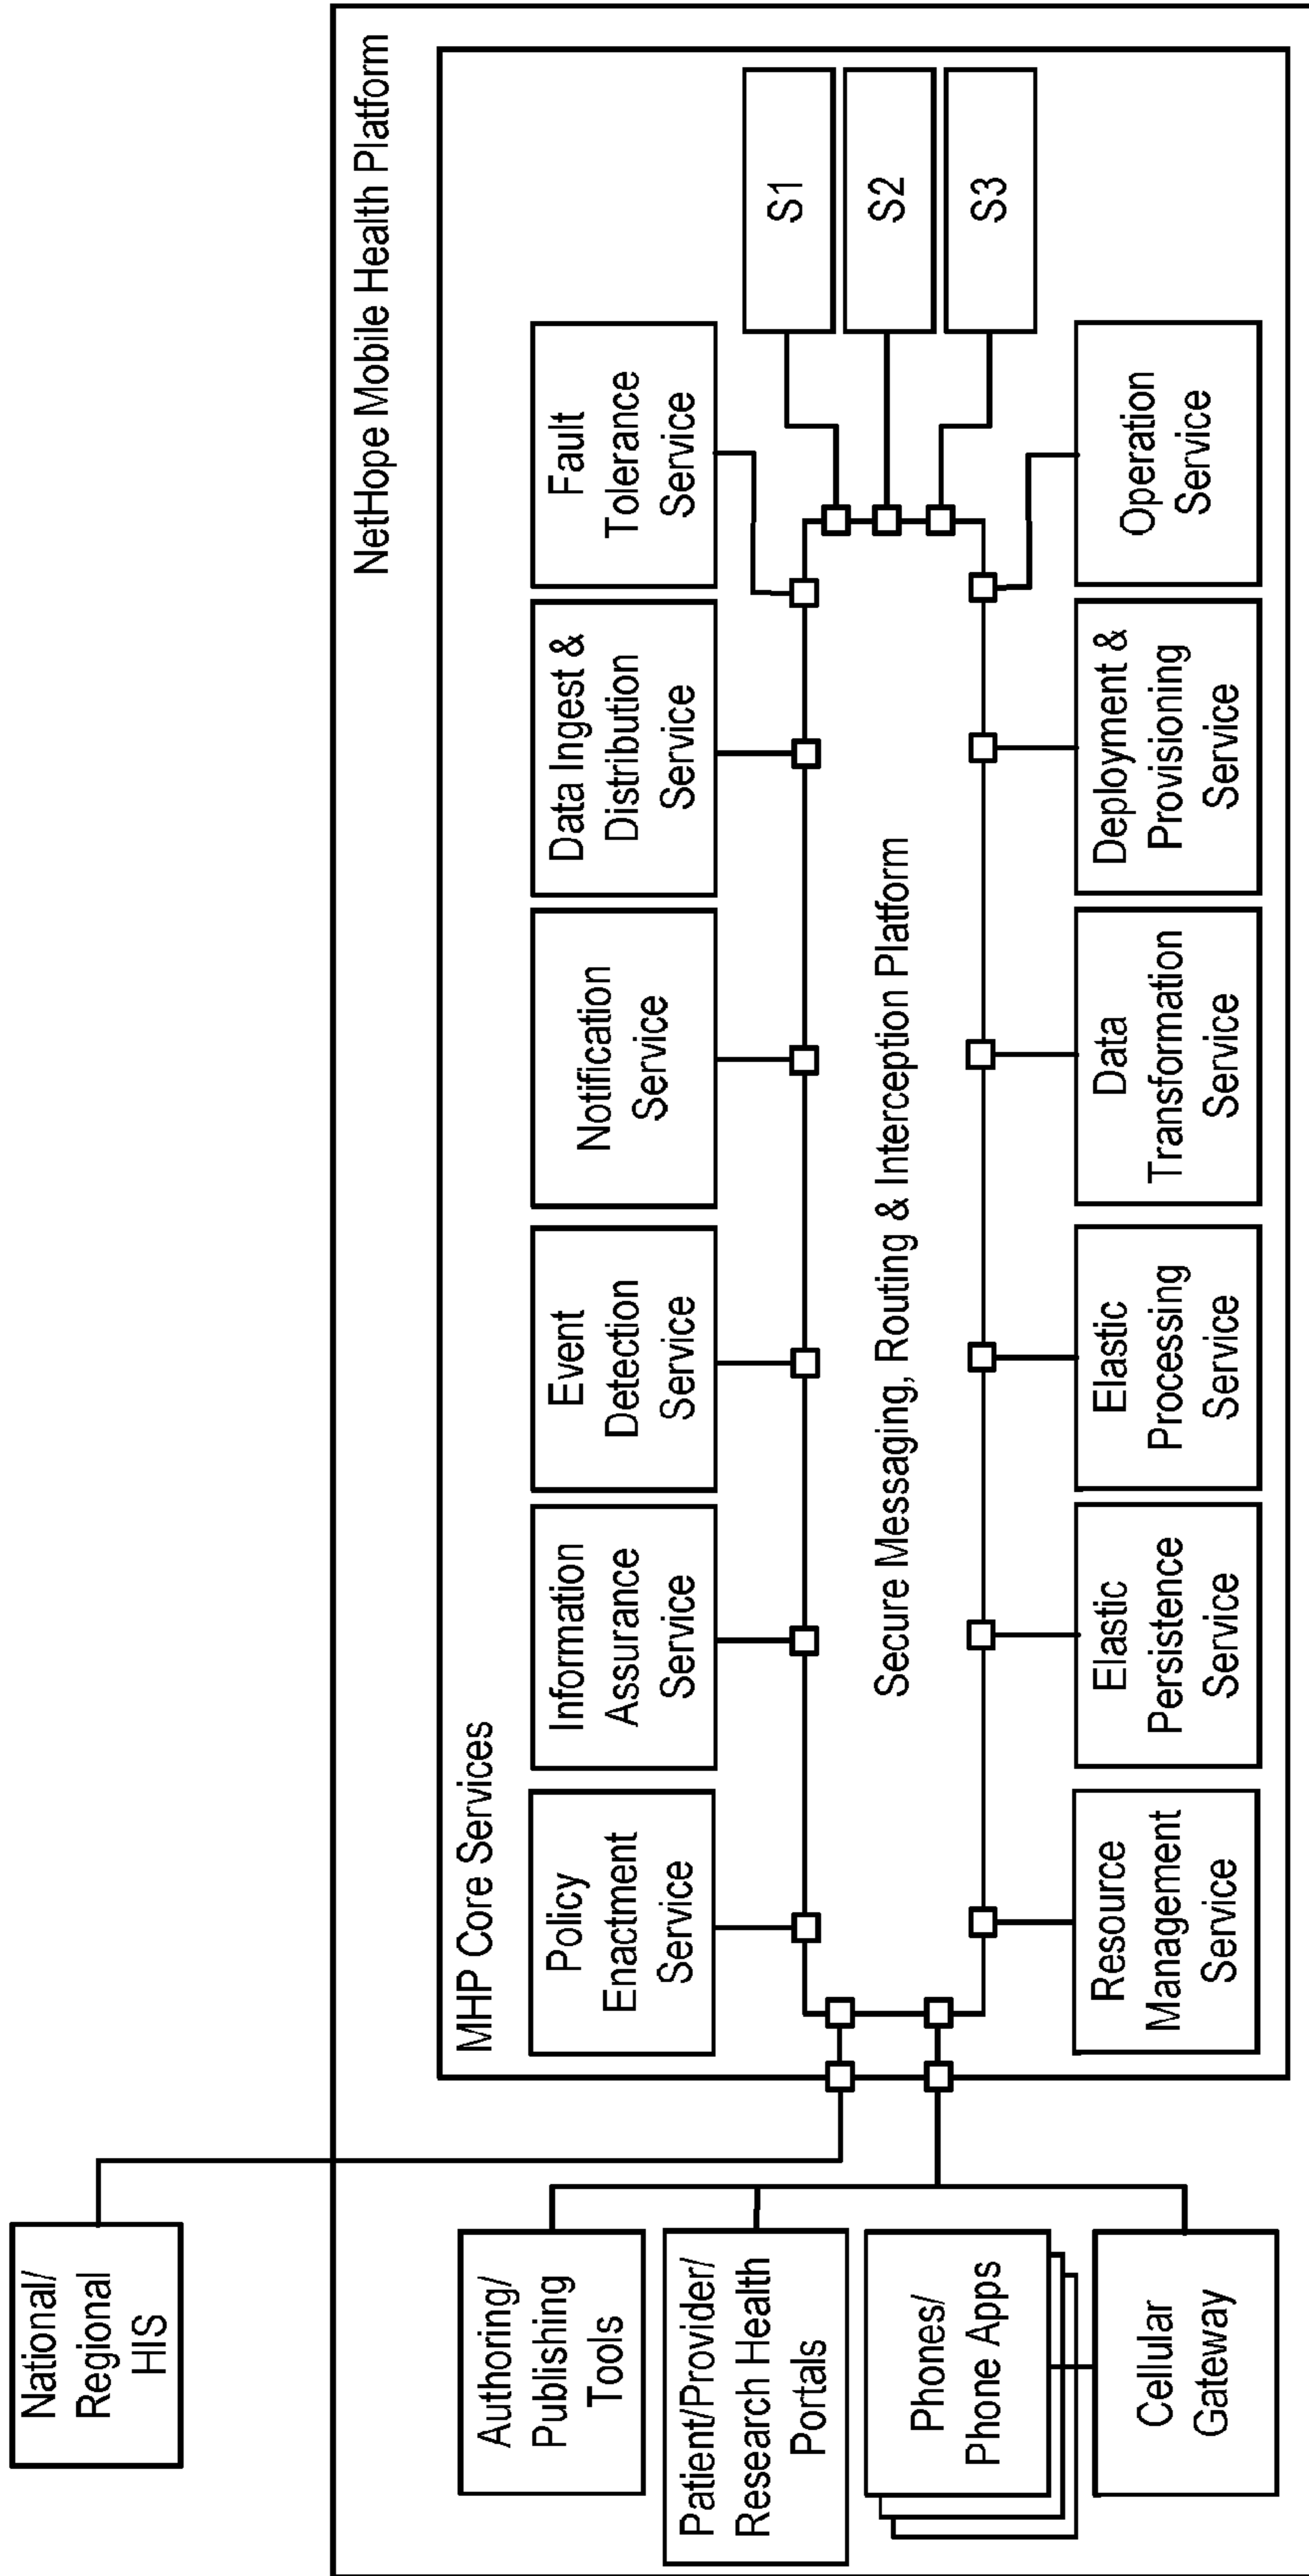 National/
Regional
HIS
NetHope Mobile Health Platform
Authoring/
Publishing
Tools
Patient/Provider/
Research Health
Portals
Phones/
Phone Apps
Cellular
Gateway
MHP Core Services
Policy
Enactment
Service
Information
Assurance
Service
Event
Detection
Service
Notification
Service
Data Ingest &
Distribution
Service
Fault
Tolerance
Service
Secure Messaging, Routing & Interception Platform
S1
S2
S3
Resource
Management
Service
Elastic
Persistence
Service
Elastic
Processing
Service
Data
Transformation
Service
Deployment &
Provisioning
Service
Operation
Service